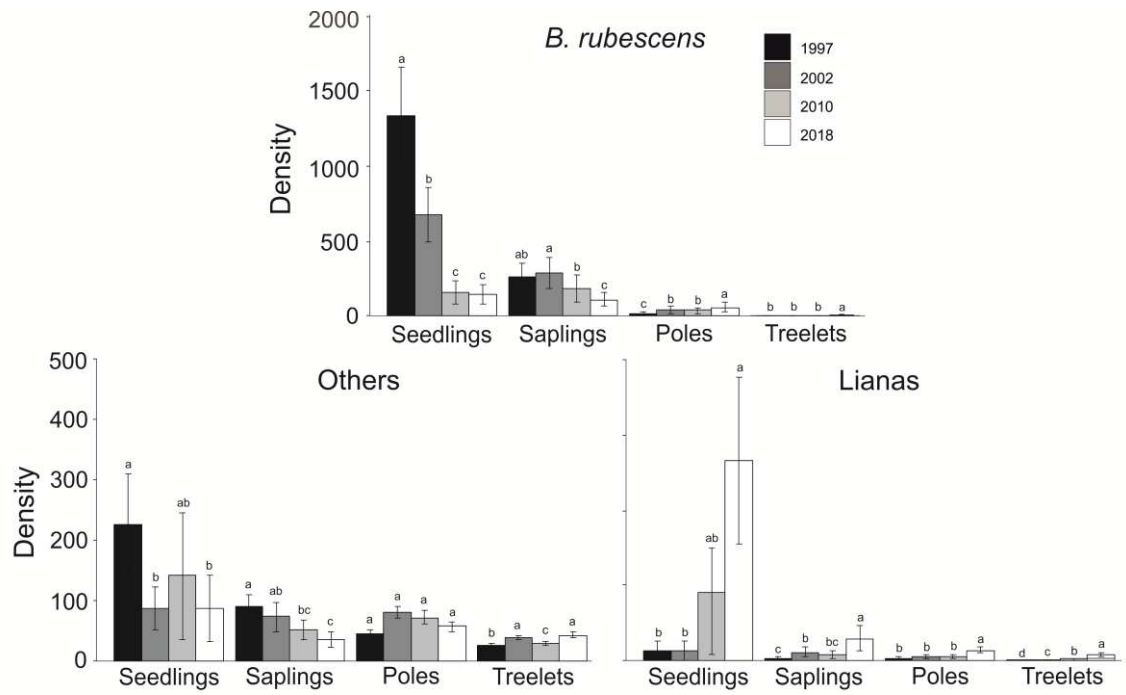 B. rubescens
1997
2002
2010
2018
Density
2000
1500
1000
500
0
a
b
c
c
ab
a
b
c
c
b
b
a
b
b
b
a
Seedlings
Saplings
Poles
Treelets
Others
Density
500
400
300
200
100
0
a
b
ab
b
a
ab
bc
c
a
a
a
a
b
a
c
a
Seedlings
Saplings
Poles
Treelets
Lianas
b
b
ab
a
c
b
bc
a
b
b
b
a
d
c
b
a
Seedlings
Saplings
Poles
Treelets